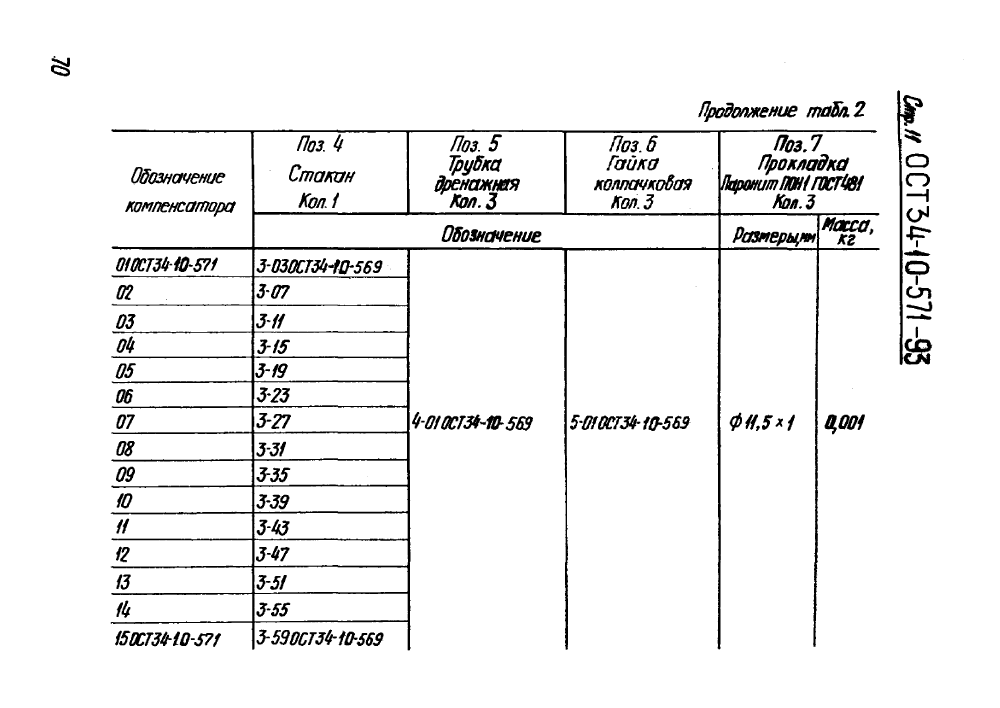 70
Стр. 11 ОСТ34-10-571-93
Продолжение табл. 2
Обозначение компенсатора
Поз. 4 Стакан Кол. 1
Поз. 5 Трубка дренажная Кол. 3
Поз. 6 Гайка колпачковая Кол. 3
Поз. 7 Прокладка Паронит ПОН1 ГОСТ481 Кол. 3
Обозначение
Размеры, мм
Масса, кг
01ОСТ34-10-571 3-03ОСТ34-10-569
02 3-07
03 3-11
04 3-15
05 3-19
06 3-23
07 3-27 4-01ОСТ34-10-569 5-01ОСТ34-10-569 ф11,5×1 0,001
08 3-31
09 3-35
10 3-39
11 3-43
12 3-47
13 3-51
14 3-55
15ОСТ34-10-571 3-59ОСТ34-10-569